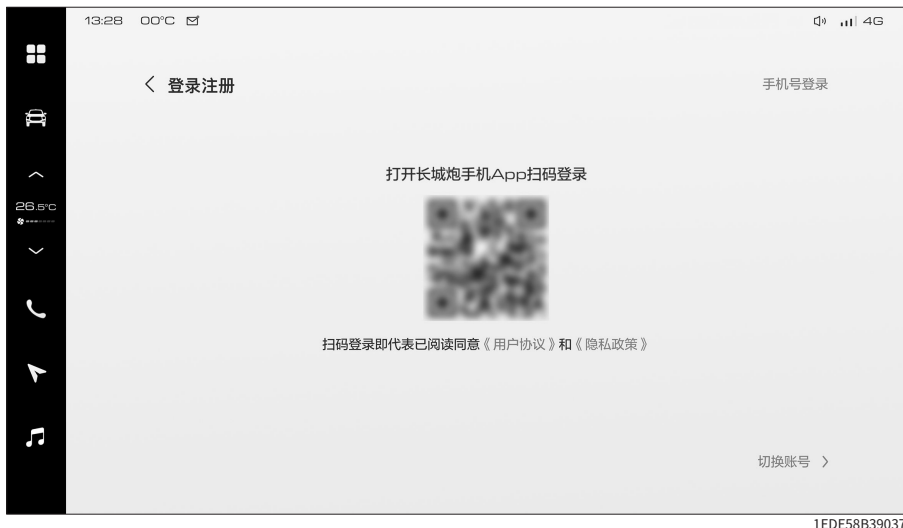 13:28 00°C 4G
登录注册 手机号登录
打开长城炮手机App扫码登录
26.5°C
扫码登录即代表已阅读同意《用户协议》和《隐私政策》
切换账号
1EDE58B39037